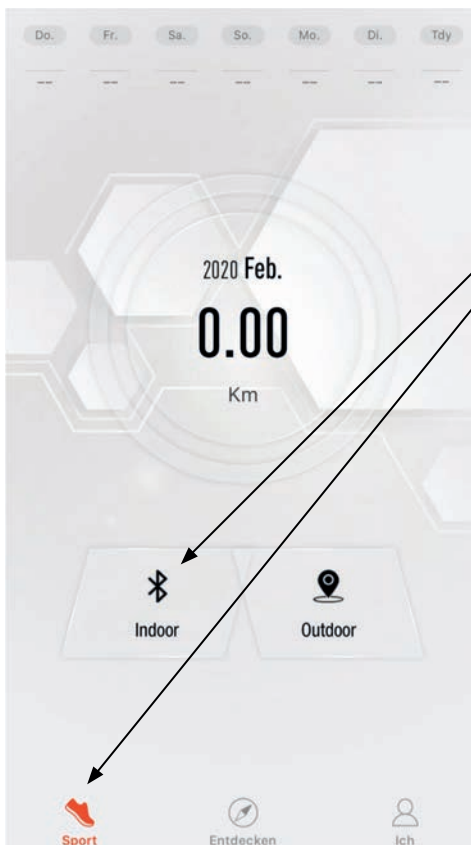 Do. Fr. Sa. So. Mo. Di. Tdy
-- -- -- -- -- -- --
2020 Feb.
0.00
Km
Indoor Outdoor
Sport Entdecken Ich